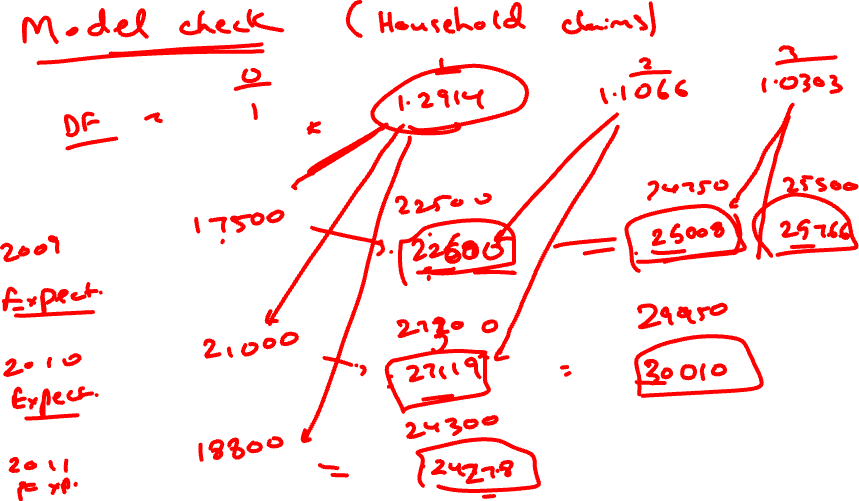 Model check (Household claims)
0 1 2 3
DF ~ 1 * 1.2914 1.1066 1.0303
22500 24750 25500
2009 17500 22600 = 25008 25766
Expect.
27200 29950
2010 21000 27119 = 30010
Expect.
24300
2011 18800 = 24278
Exp.